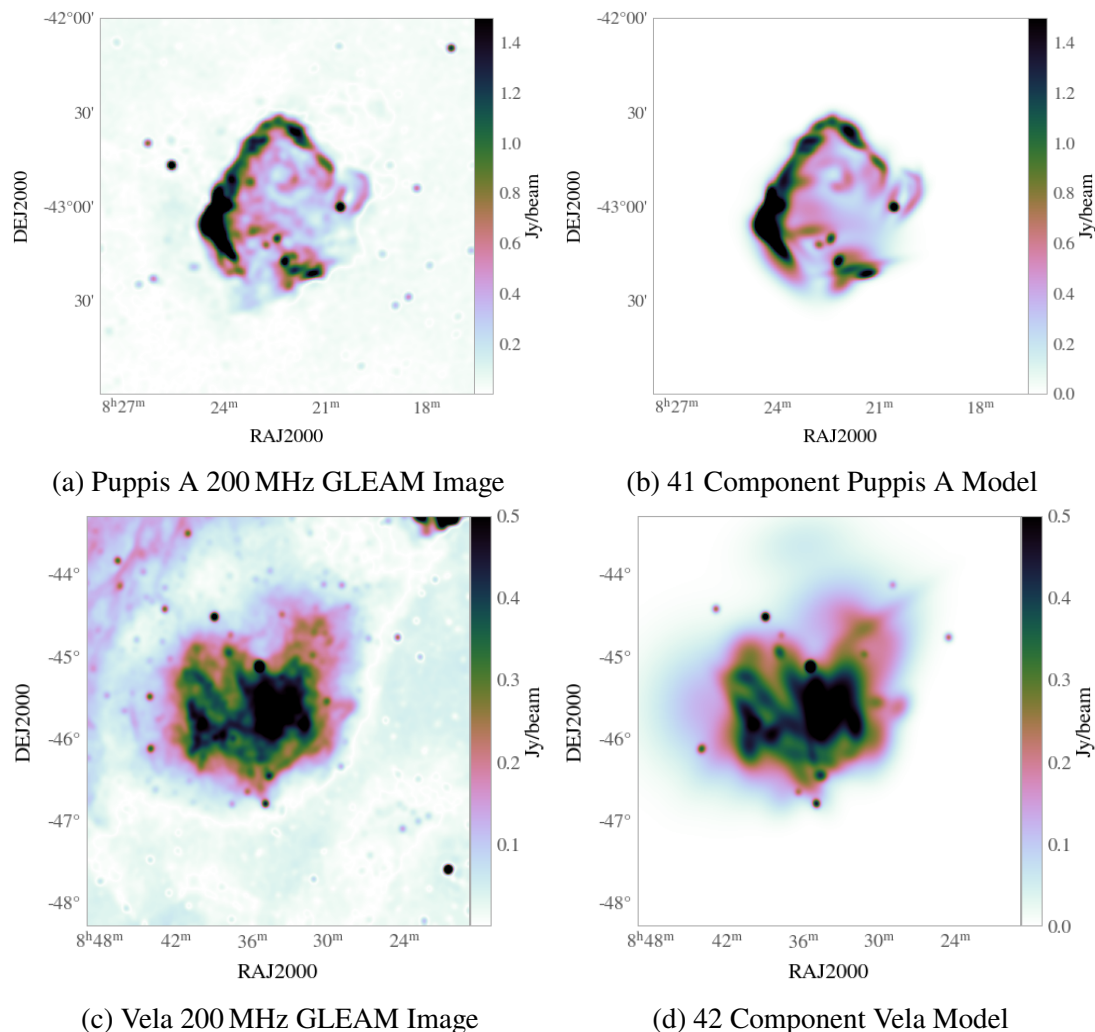 -42°00'
30'
-43°00'
30'
DEJ2000
8ʰ27ᵐ 24ᵐ 21ᵐ 18ᵐ
RAJ2000
1.4
1.2
1.0
0.8
0.6
0.4
0.2
Jy/beam
(a) Puppis A 200 MHz GLEAM Image
-42°00'
30'
-43°00'
30'
DEJ2000
8ʰ27ᵐ 24ᵐ 21ᵐ 18ᵐ
RAJ2000
1.4
1.2
1.0
0.8
0.6
0.4
0.2
0.0
Jy/beam
(b) 41 Component Puppis A Model
-44°
-45°
-46°
-47°
-48°
DEJ2000
8ʰ48ᵐ 42ᵐ 36ᵐ 30ᵐ 24ᵐ
RAJ2000
0.5
0.4
0.3
0.2
0.1
Jy/beam
(c) Vela 200 MHz GLEAM Image
-44°
-45°
-46°
-47°
-48°
DEJ2000
8ʰ48ᵐ 42ᵐ 36ᵐ 30ᵐ 24ᵐ
RAJ2000
0.5
0.4
0.3
0.2
0.1
0.0
Jy/beam
(d) 42 Component Vela Model